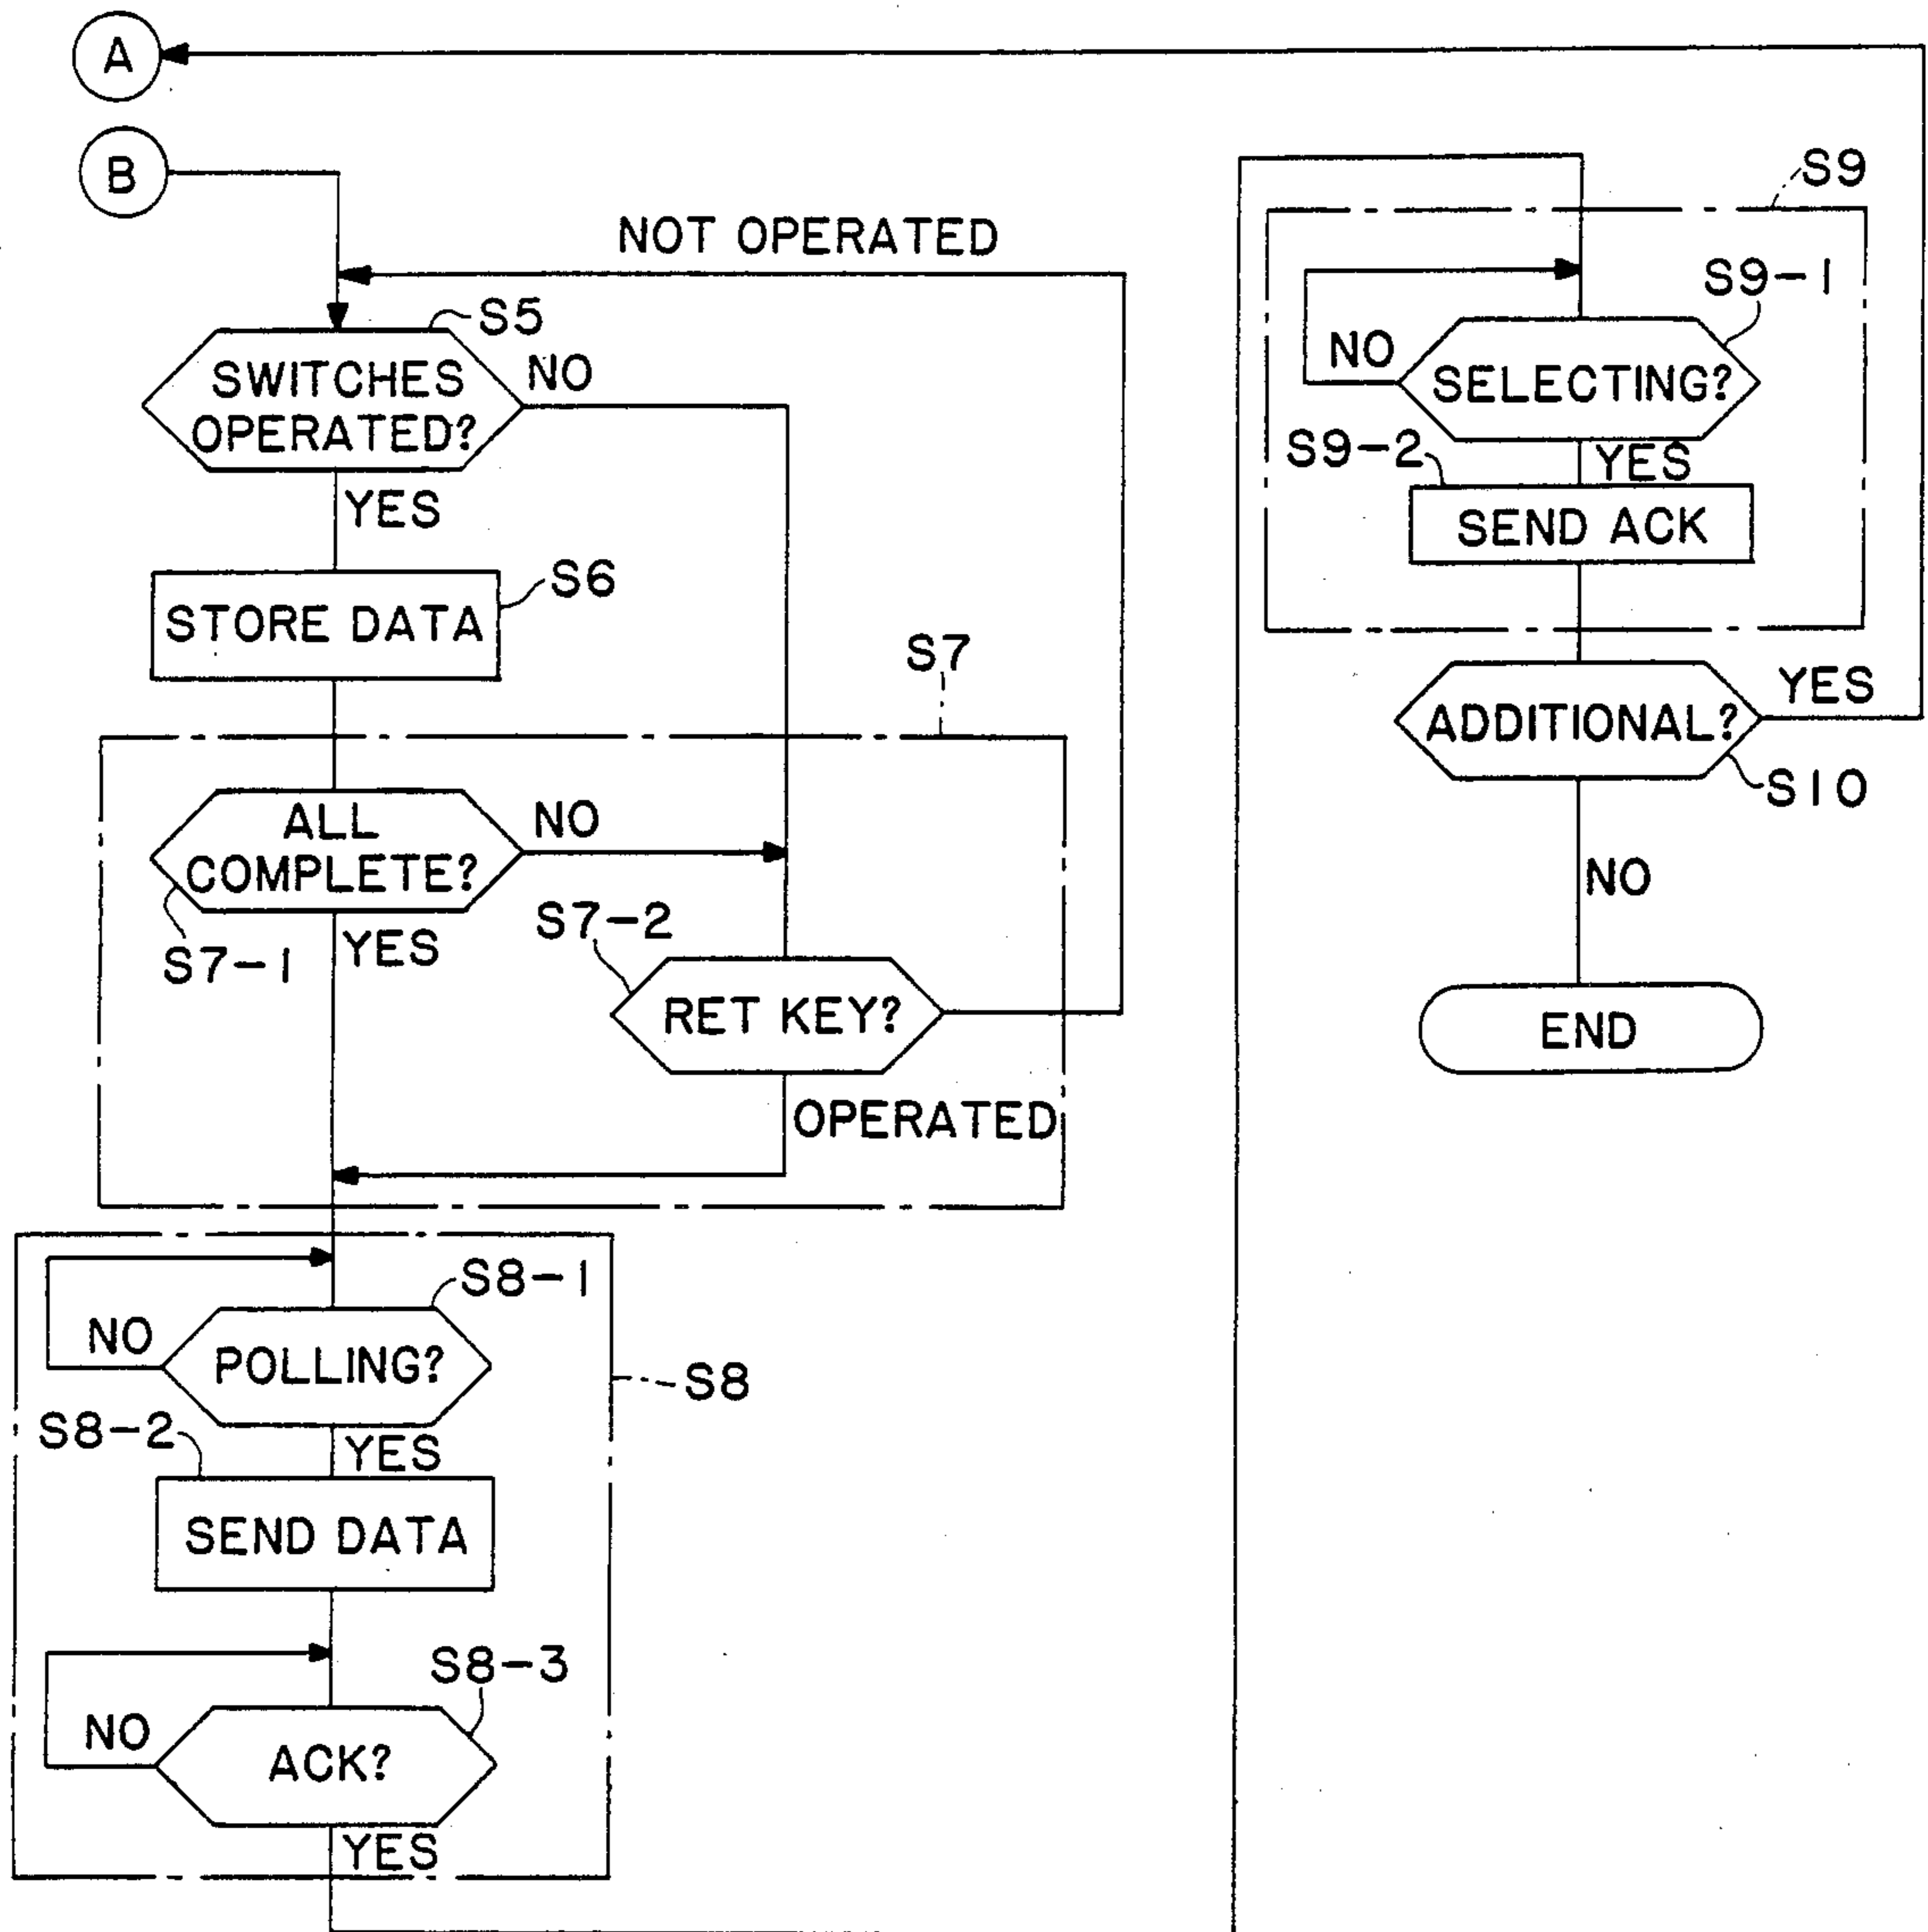 A
B
NOT OPERATED
S5
SWITCHES
OPERATED?
NO
YES
STORE DATA
S6
S7
ALL
COMPLETE?
NO
S7-1
YES
S7-2
RET KEY?
OPERATED
S8-1
NO
POLLING?
S8
S8-2
YES
SEND DATA
S8-3
NO
ACK?
YES
S9
S9-1
NO
SELECTING?
S9-2
YES
SEND ACK
ADDITIONAL?
YES
S10
NO
END